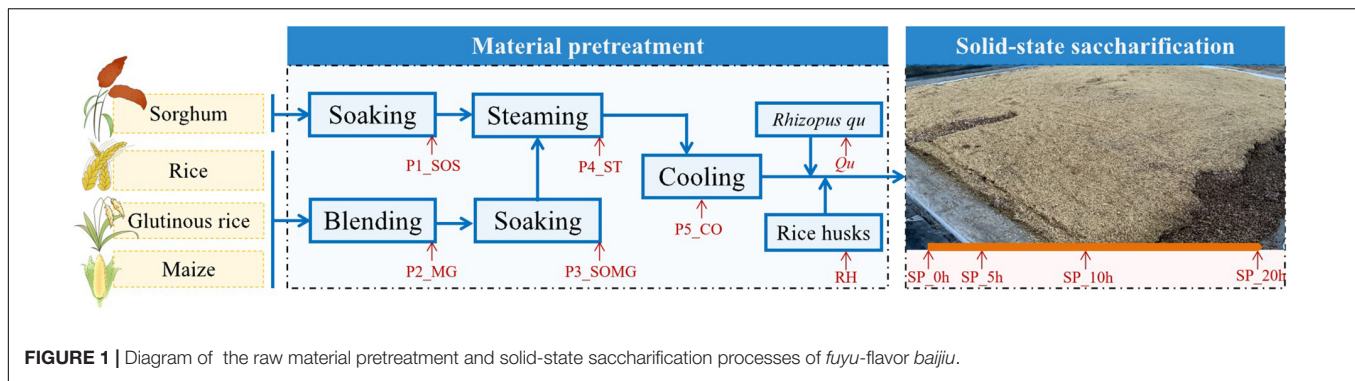 Material pretreatment
Solid-state saccharification
Sorghum
Rice
Glutinous rice
Maize
Soaking
P1_SOS
Steaming
P4_ST
Blending
P2_MG
Soaking
P3_SOMG
Cooling
P5_CO
Rhizopus qu
Qu
Rice husks
RH
SP_0h
SP_5h
SP_10h
SP_20h
FIGURE 1 | Diagram of the raw material pretreatment and solid-state saccharification processes of fuyu-flavor baijiu.